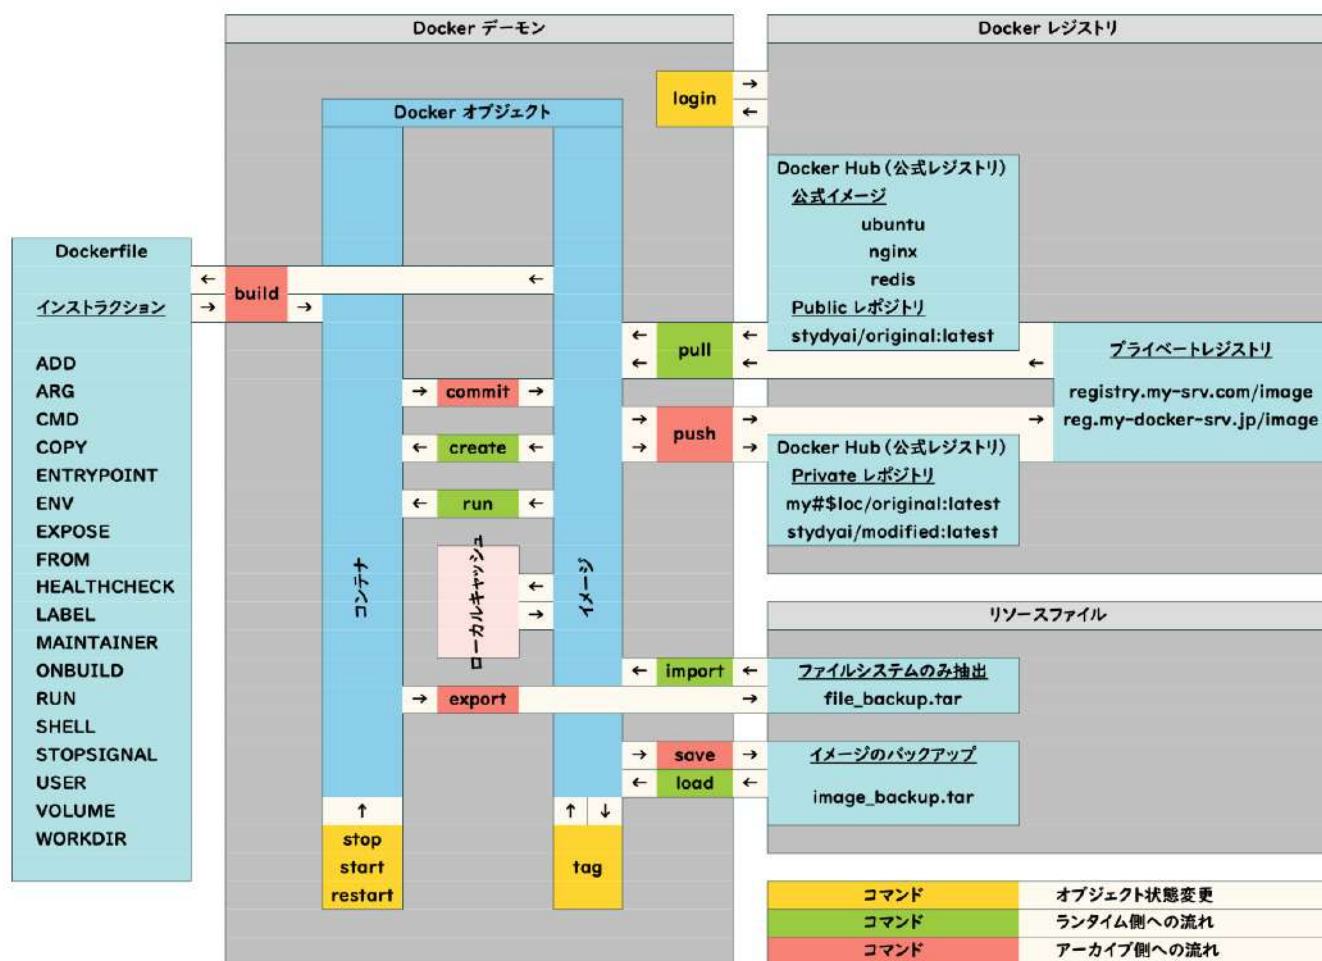 Docker デーモン
Docker レジストリ
login
→
←
Docker オブジェクト
Docker Hub（公式レジストリ）
公式イメージ
ubuntu
nginx
redis
Public レポジトリ
stydyai/original:latest
Dockerfile
インストラクション
ADD
ARG
CMD
COPY
ENTRYPOINT
ENV
EXPOSE
FROM
HEALTHCHECK
LABEL
MAINTAINER
ONBUILD
RUN
SHELL
STOPSIGNAL
USER
VOLUME
WORKDIR
← build ←
→ →
← pull ← ←
← ←
プライベートレジストリ
registry.my-srv.com/image
reg.my-docker-srv.jp/image
→ commit →
→ push → →
→ →
← create ←
Docker Hub（公式レジストリ）
Private レポジトリ
my#$loc/original:latest
stydyai/modified:latest
← run ←
コンテナ
ローカルキャッシュ
←
→
イメージ
リソースファイル
← import ←
ファイルシステムのみ抽出
file_backup.tar
→ export →
→ save →
← load ←
イメージのバックアップ
image_backup.tar
↑
stop
start
restart
↑ ↓
tag
コマンド オブジェクト状態変更
コマンド ランタイム側への流れ
コマンド アーカイブ側への流れ